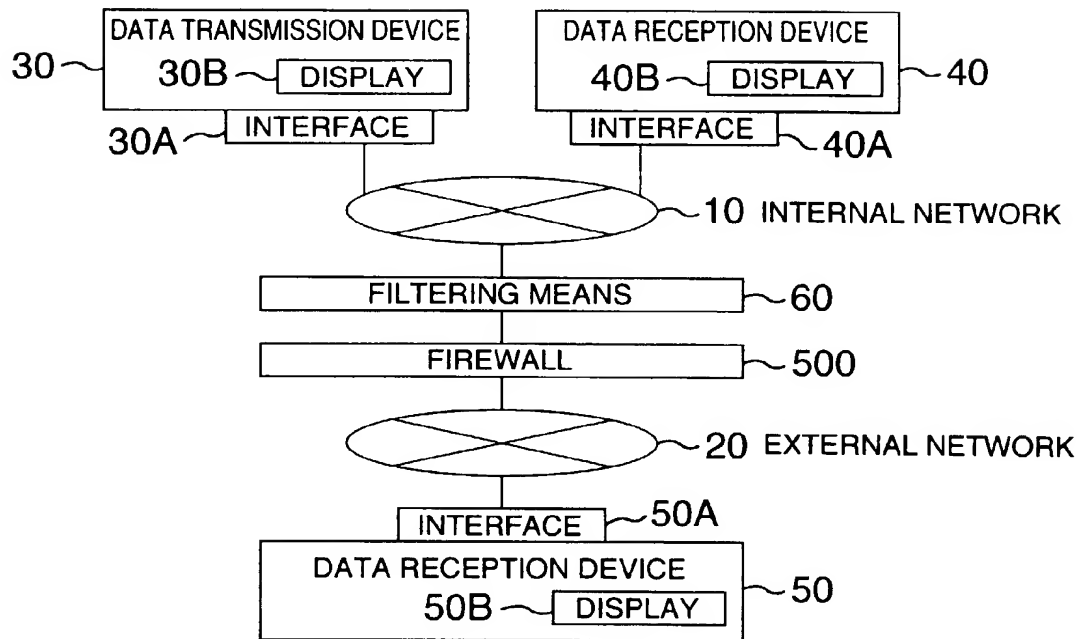 DATA TRANSMISSION DEVICE
30
30B
DISPLAY
30A
INTERFACE
DATA RECEPTION DEVICE
40B
DISPLAY
40
INTERFACE
40A
10 INTERNAL NETWORK
FILTERING MEANS
60
FIREWALL
500
20 EXTERNAL NETWORK
INTERFACE
50A
DATA RECEPTION DEVICE
50B
DISPLAY
50